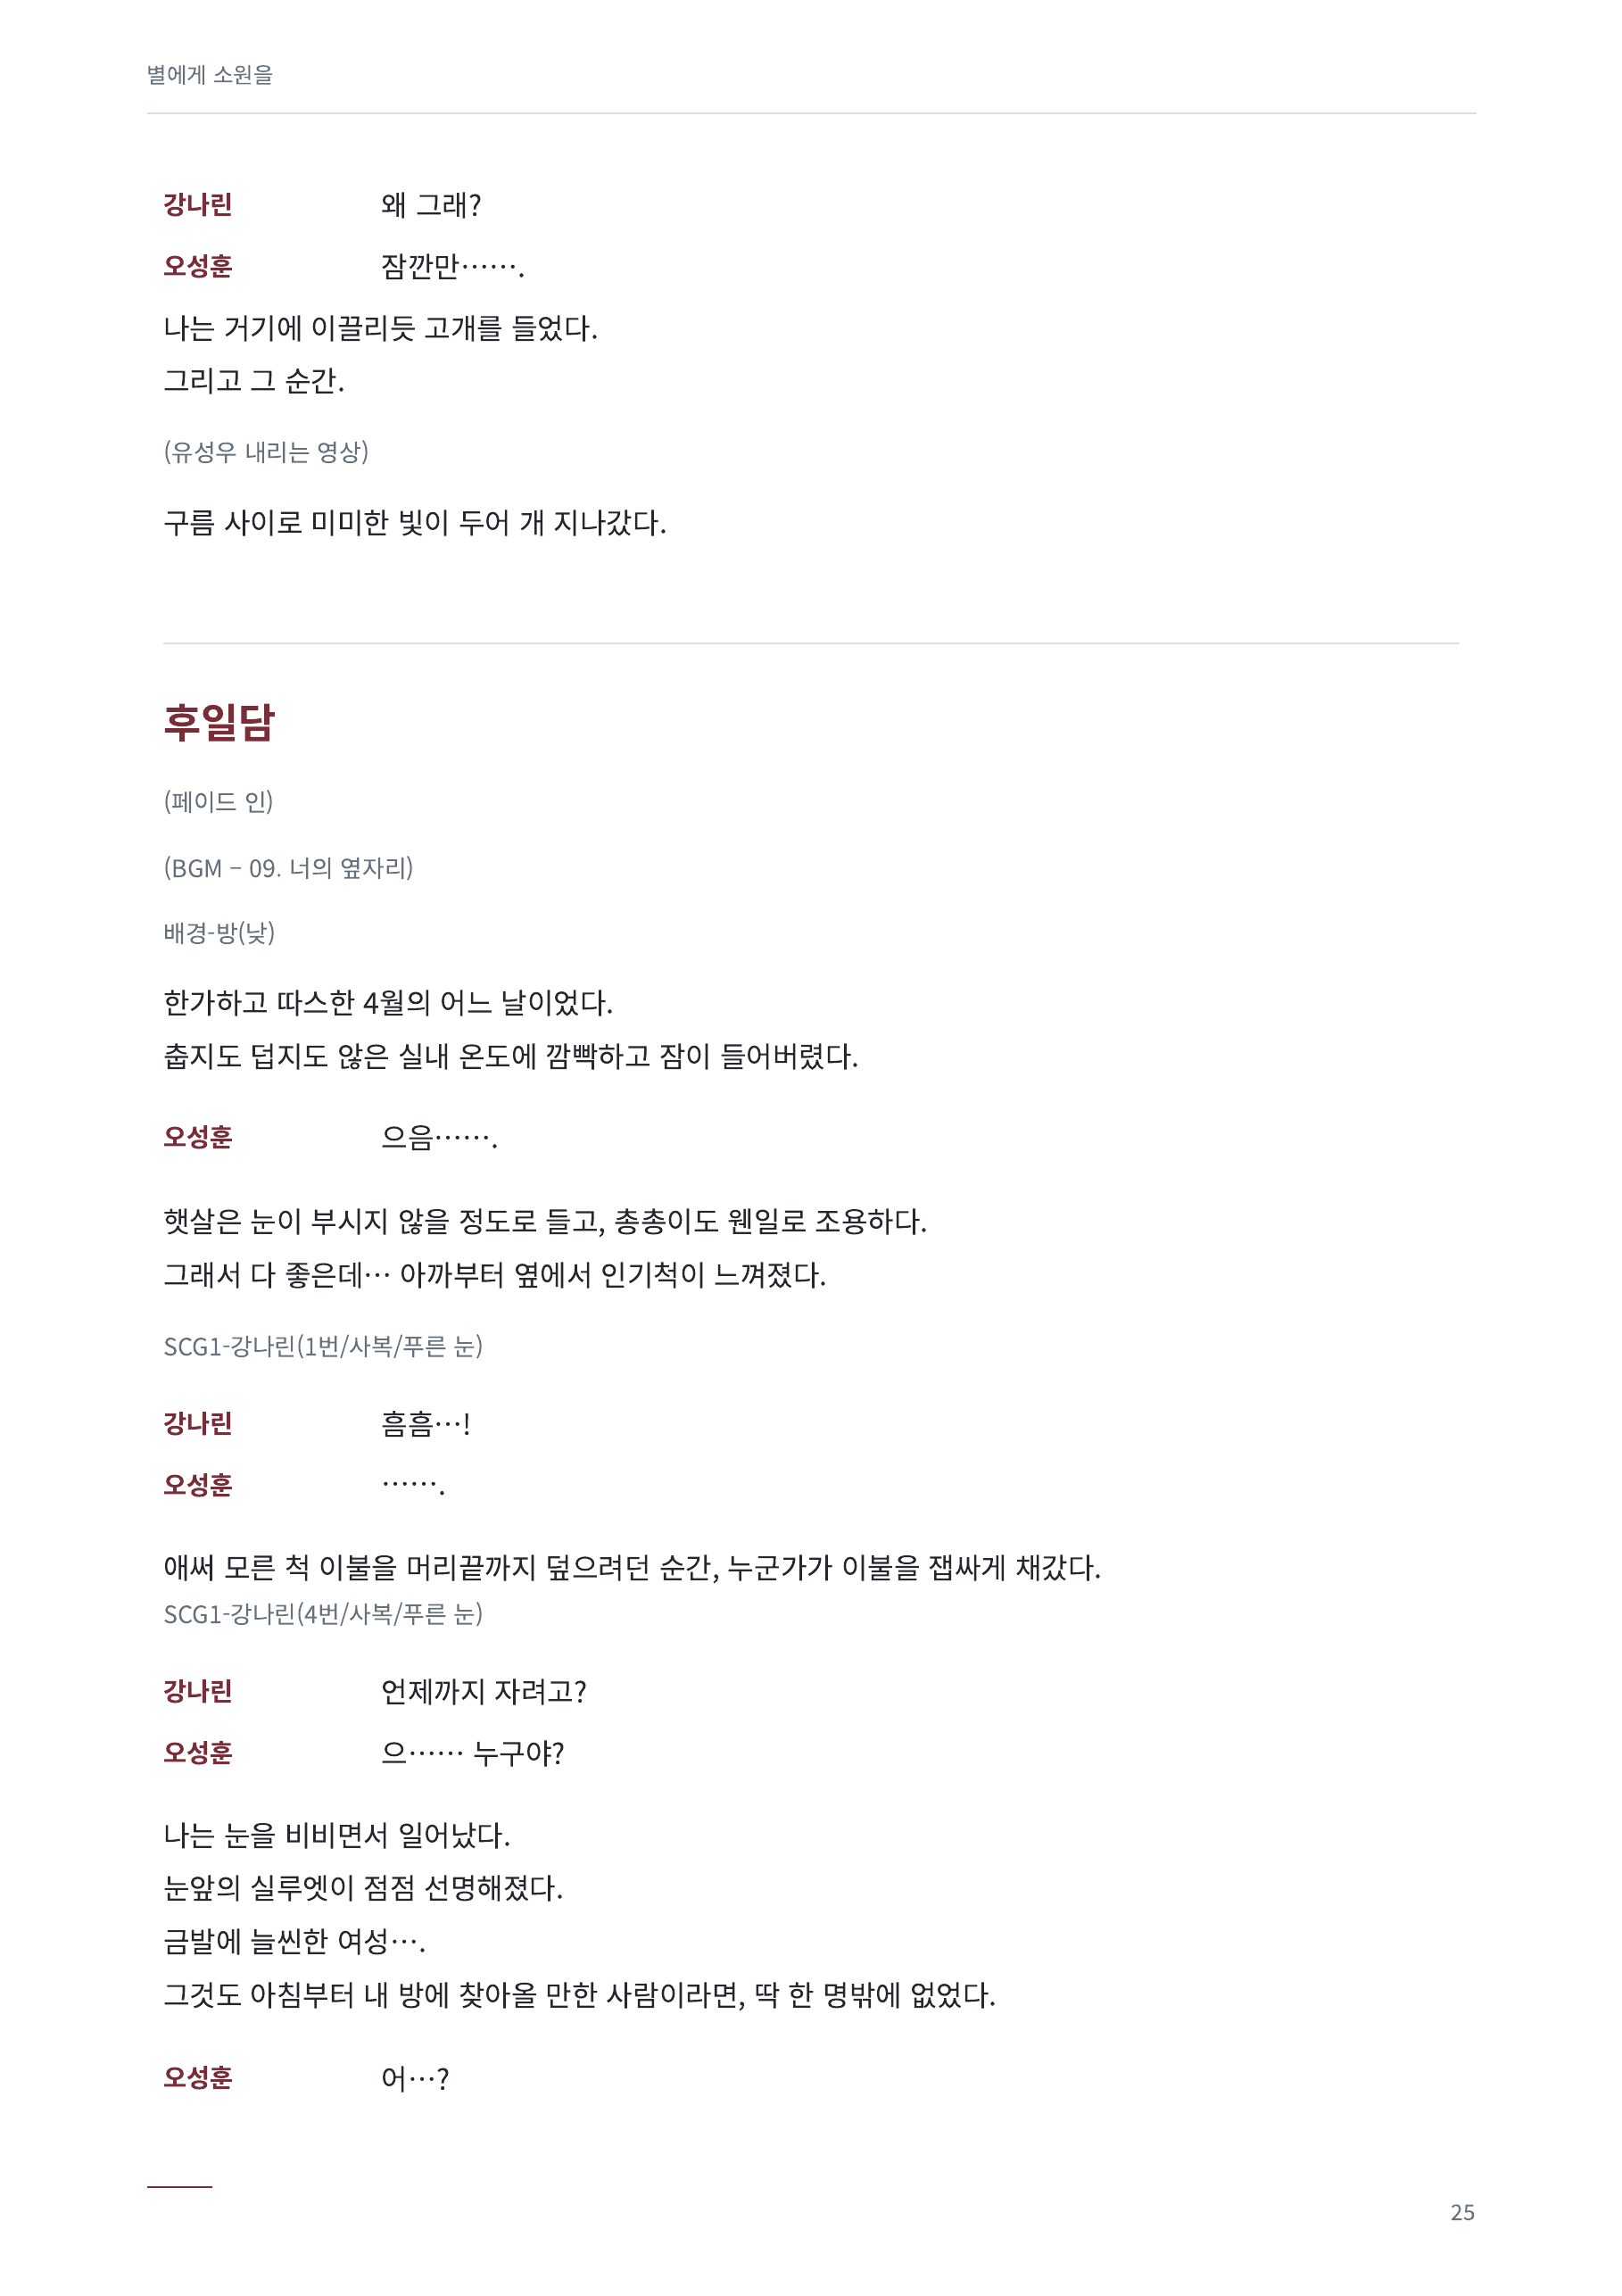 별에게 소원을
강나린 왜 그래?
오성훈 잠깐만…….
나는 거기에 이끌리듯 고개를 들었다.
그리고 그 순간.
(유성우 내리는 영상)
구름 사이로 미미한 빛이 두어 개 지나갔다.
후일담
(페이드 인)
(BGM – 09. 너의 옆자리)
배경-방(낮)
한가하고 따스한 4월의 어느 날이었다.
춥지도 덥지도 않은 실내 온도에 깜빡하고 잠이 들어버렸다.
오성훈 으음…….
햇살은 눈이 부시지 않을 정도로 들고, 총총이도 웬일로 조용하다.
그래서 다 좋은데… 아까부터 옆에서 인기척이 느껴졌다.
SCG1-강나린(1번/사복/푸른 눈)
강나린 흠흠…!
오성훈 …….
애써 모른 척 이불을 머리끝까지 덮으려던 순간, 누군가가 이불을 잽싸게 채갔다.
SCG1-강나린(4번/사복/푸른 눈)
강나린 언제까지 자려고?
오성훈 으…… 누구야?
나는 눈을 비비면서 일어났다.
눈앞의 실루엣이 점점 선명해졌다.
금발에 늘씬한 여성….
그것도 아침부터 내 방에 찾아올 만한 사람이라면, 딱 한 명밖에 없었다.
오성훈 어…?
25